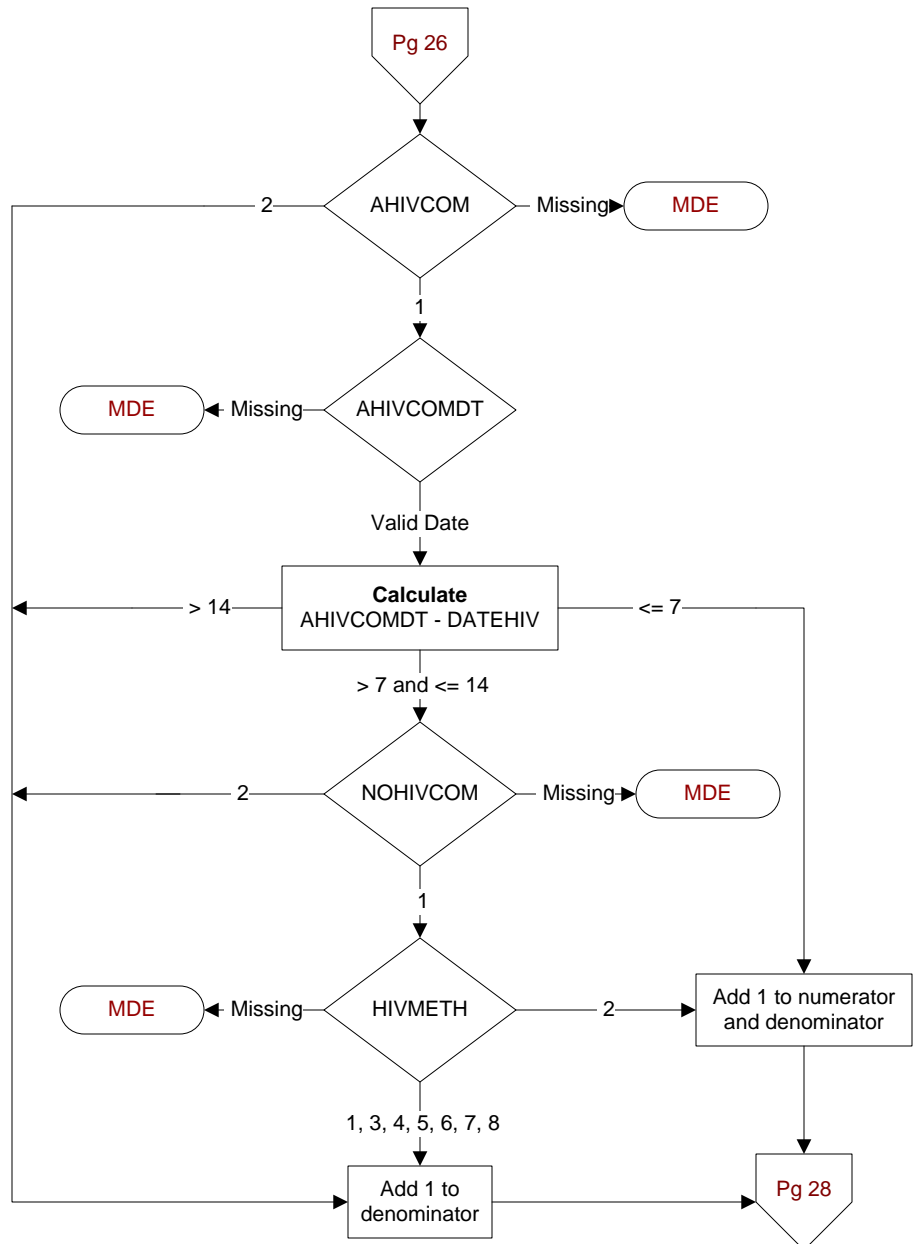 Pg 26
2
AHIVCOM
Missing
MDE
1
MDE
Missing
AHIVCOMDT
Valid Date
> 14
Calculate
AHIVCOMDT - DATEHIV
<= 7
> 7 and <= 14
2
NOHIVCOM
Missing
MDE
1
MDE
Missing
HIVMETH
2
Add 1 to numerator
and denominator
1, 3, 4, 5, 6, 7, 8
Add 1 to
denominator
Pg 28